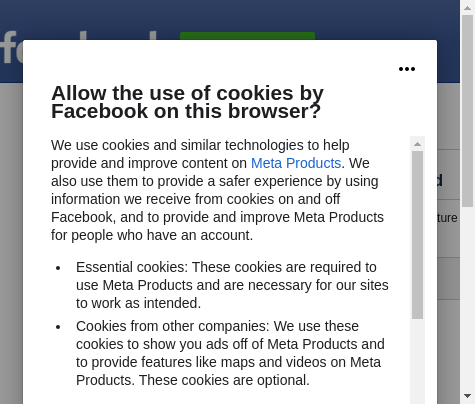 Allow the use of cookies by
Facebook on this browser?
We use cookies and similar technologies to help
provide and improve content on Meta Products. We
also use them to provide a safer experience by using
information we receive from cookies on and off
Facebook, and to provide and improve Meta Products
for people who have an account.
• Essential cookies: These cookies are required to
use Meta Products and are necessary for our sites
to work as intended.
• Cookies from other companies: We use these
cookies to show you ads off of Meta Products and
to provide features like maps and videos on Meta
Products. These cookies are optional.